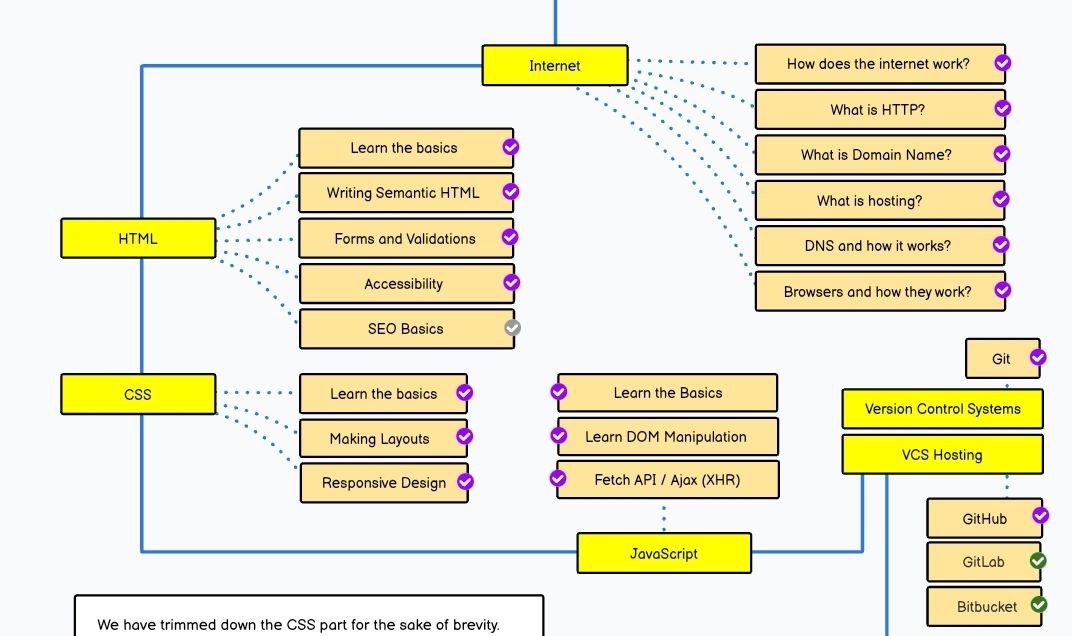 Internet
How does the internet work?
What is HTTP?
What is Domain Name?
What is hosting?
DNS and how it works?
Browsers and how they work?
HTML
Learn the basics
Writing Semantic HTML
Forms and Validations
Accessibility
SEO Basics
CSS
Learn the basics
Making Layouts
Responsive Design
Learn the Basics
Learn DOM Manipulation
Fetch API / Ajax (XHR)
JavaScript
Git
Version Control Systems
VCS Hosting
GitHub
GitLab
Bitbucket
We have trimmed down the CSS part for the sake of brevity.